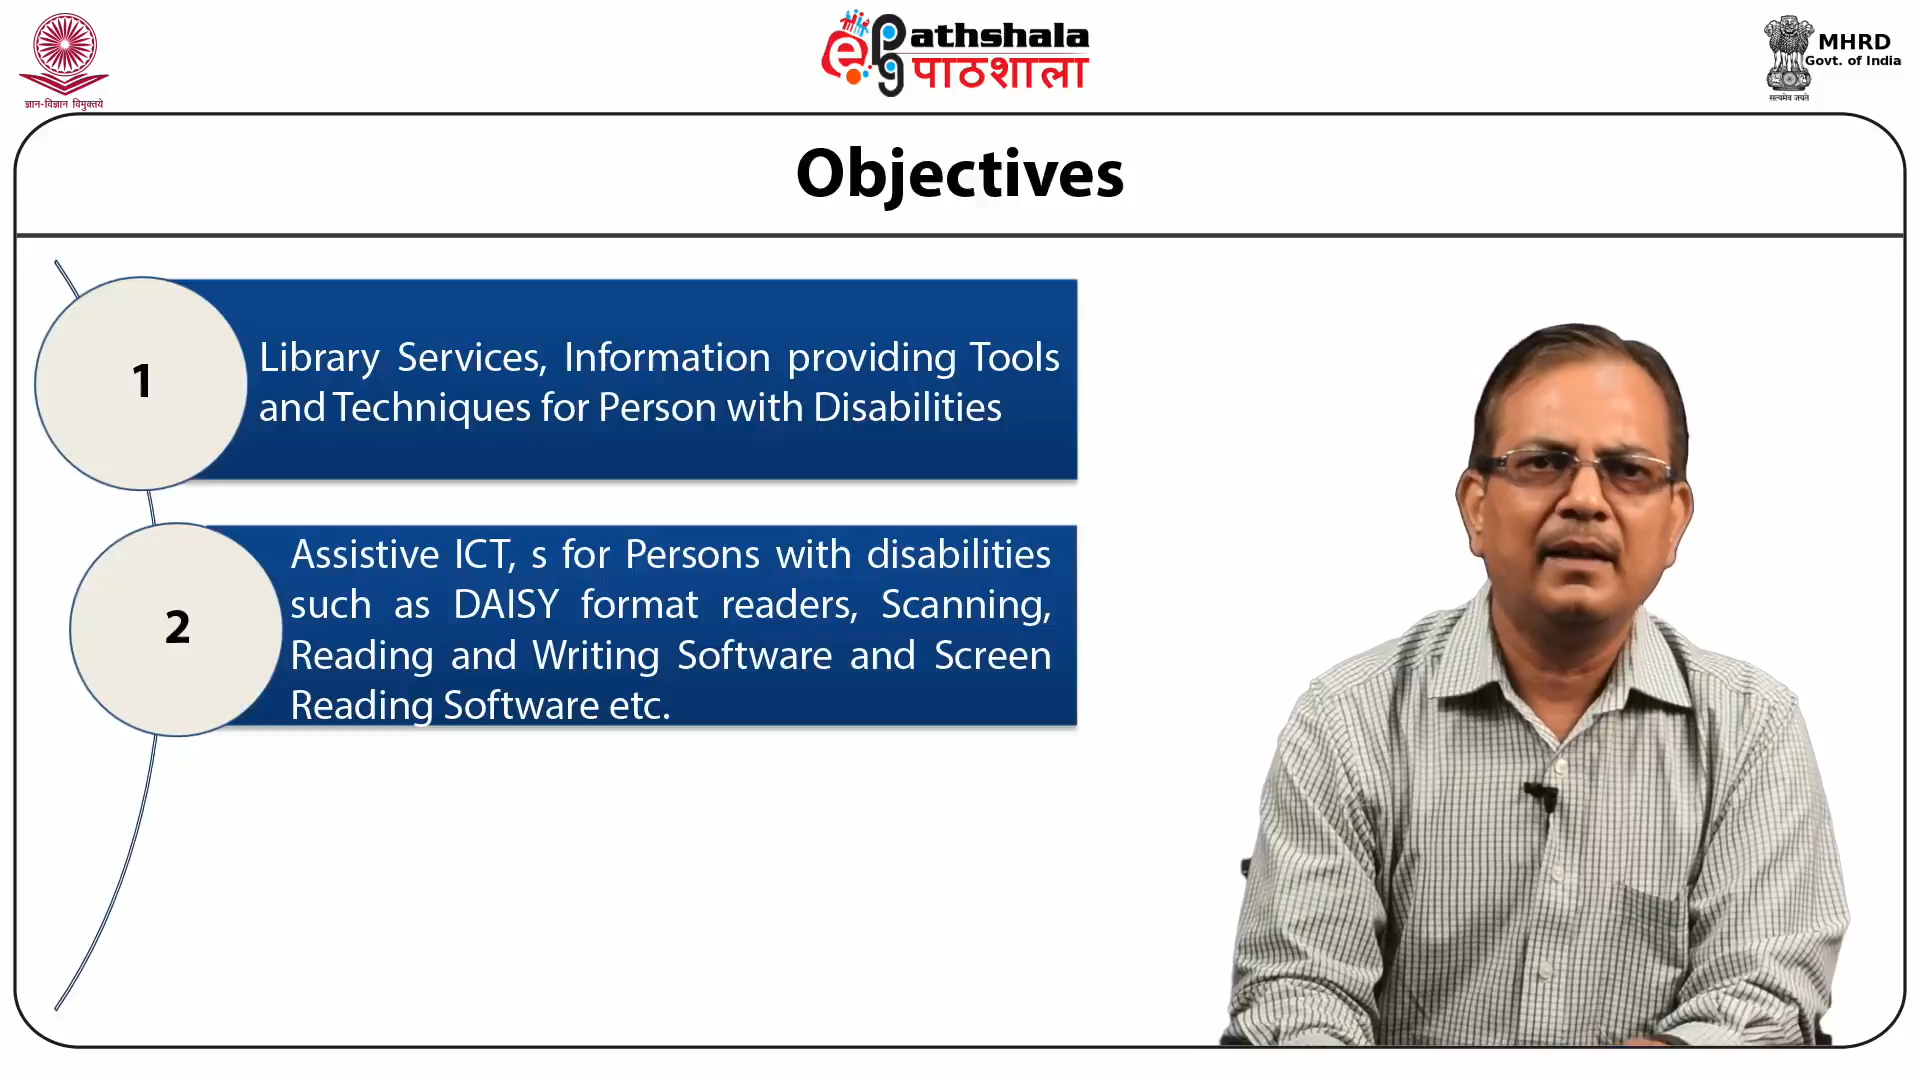 ज्ञान-विज्ञान विमुक्तये
e pg athshala
पाठशाला
MHRD
Govt. of India
सत्यमेव जयते
Objectives
1
Library Services, Information providing Tools
and Techniques for Person with Disabilities
2
Assistive ICT, s for Persons with disabilities
such as DAISY format readers, Scanning,
Reading and Writing Software and Screen
Reading Software etc.